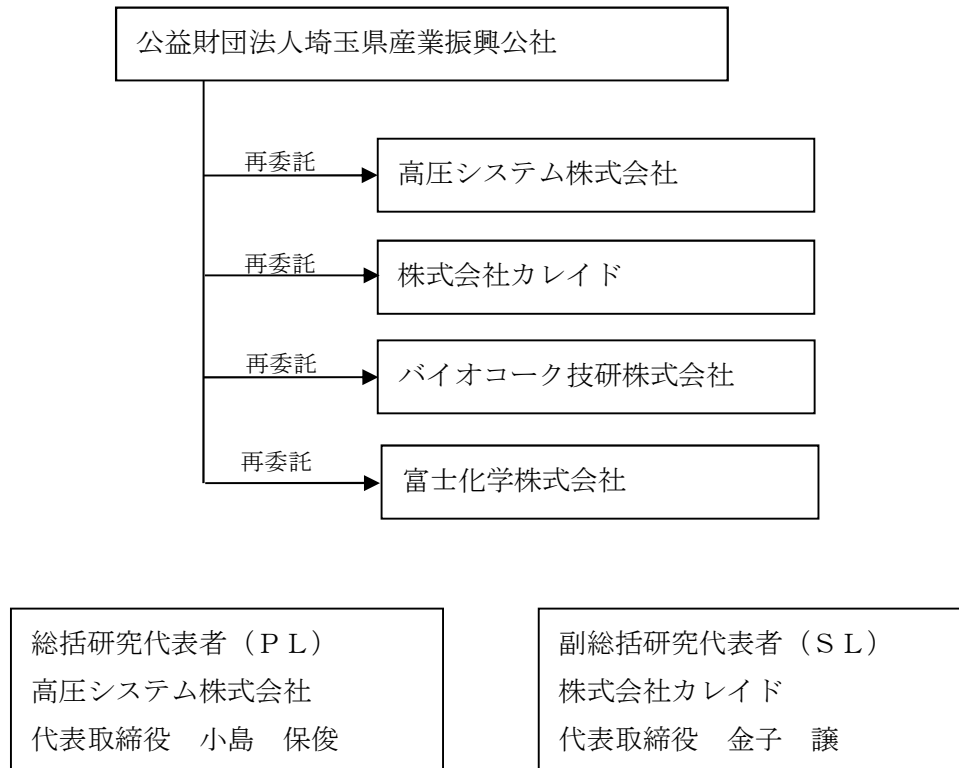 公益財団法人埼玉県産業振興公社
再委託
高圧システム株式会社
再委託
株式会社カレイド
再委託
バイオコーク技研株式会社
再委託
富士化学株式会社
総括研究代表者（ＰＬ）
高圧システム株式会社
代表取締役　小島　保俊
副総括研究代表者（ＳＬ）
株式会社カレイド
代表取締役　金子　譲